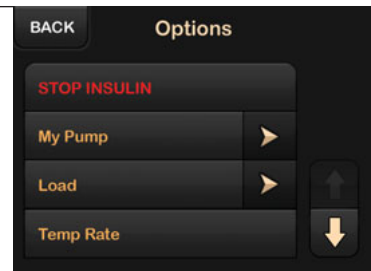 BACK
Options
STOP INSULIN
My Pump
Load
Temp Rate